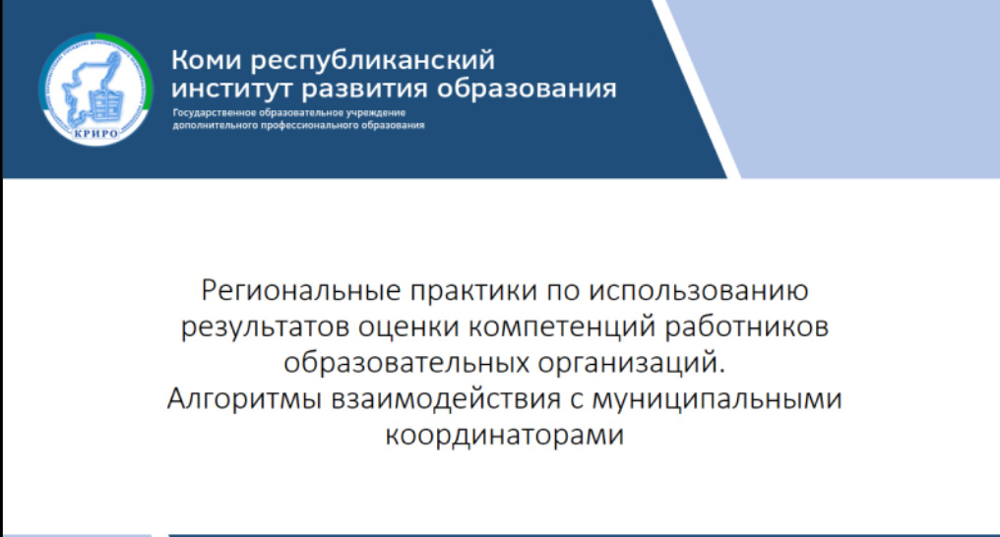 Коми республиканский
институт развития образования
Государственное образовательное учреждение
дополнительного профессионального образования
КРИРО
Региональные практики по использованию
результатов оценки компетенций работников
образовательных организаций.
Алгоритмы взаимодействия с муниципальными
координаторами